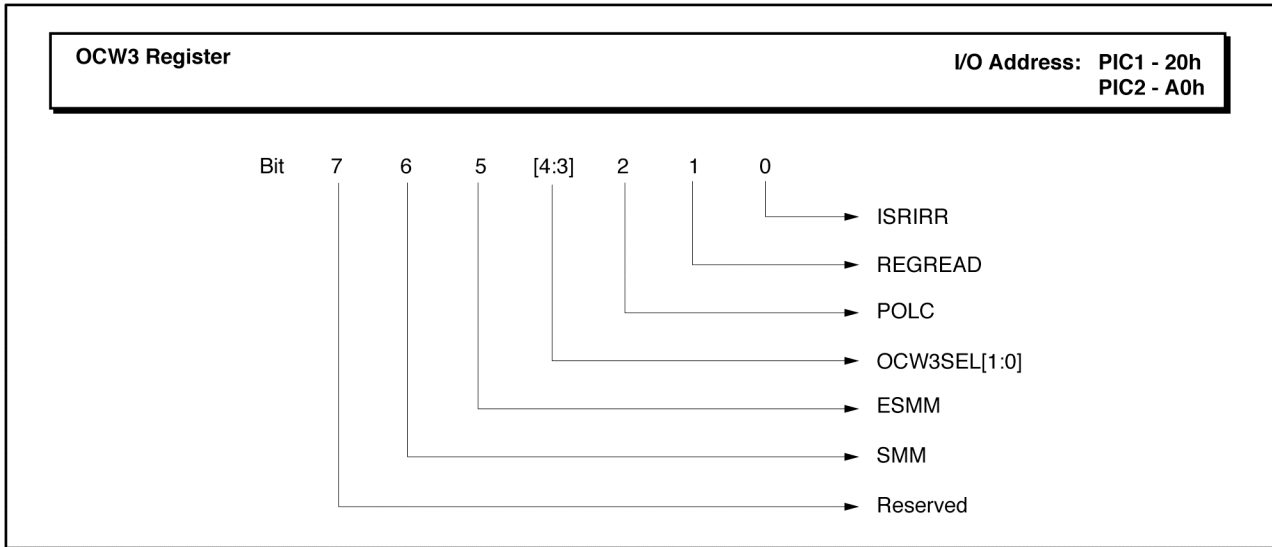 OCW3 Register
I/O Address: PIC1 - 20h
PIC2 - A0h
Bit 7 6 5 [4:3] 2 1 0
ISRIRR
REGREAD
POLC
OCW3SEL[1:0]
ESMM
SMM
Reserved